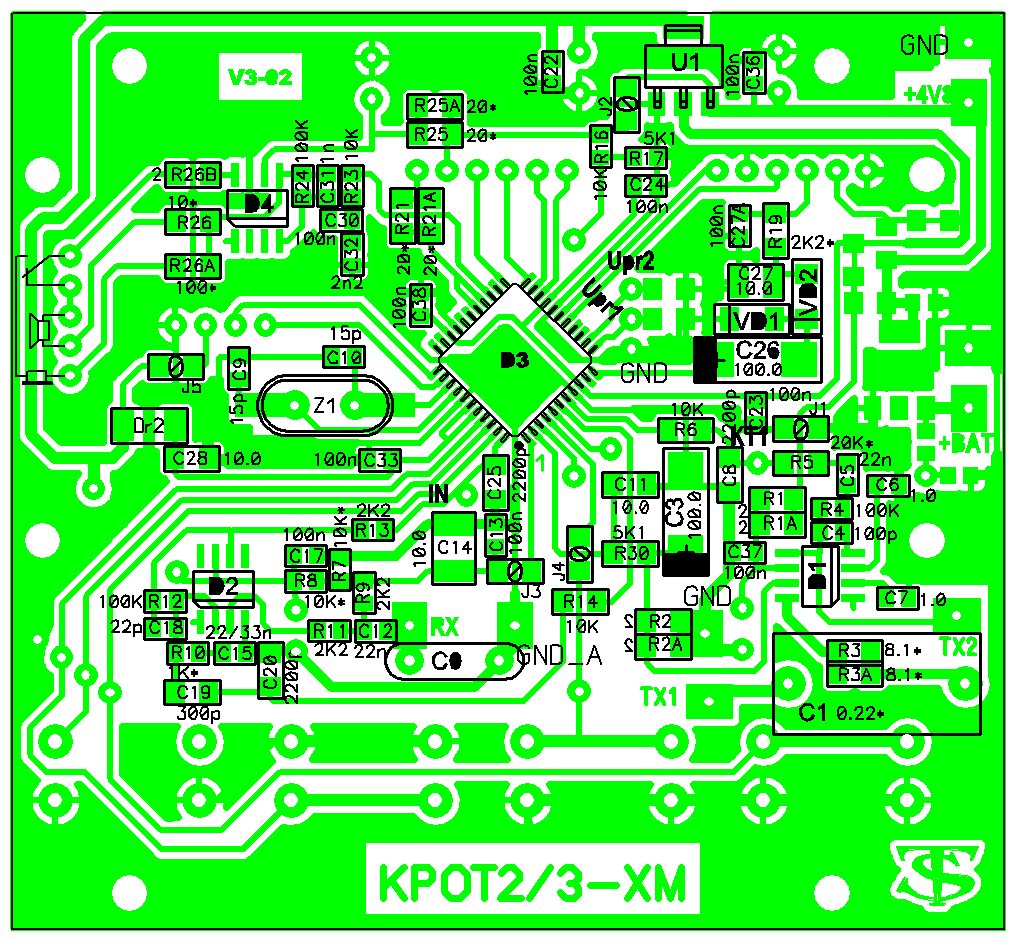 GND
U1
C22
100n
C36
100n
V3-02
+4V2
J2
0
R25A 20*
R25 20*
R16
10K
5K1
R17
C24
100n
100K
1n
10K
2 R26B
R24
C31
R23
10*
R26
D4
C30
100n
R21
R21A
20*
20*
C27A
100n
R19
2K2*
R26A
100*
C32
2n2
Upr2
Upr1
C27
10.0
VD2
VD1
C38
100n
15p
C10
D3
C26
100.0
GND
0
J5
C9
15p
Z1
100n
C23
2200p
J1
0
Dr2
10K
R6
KT1
20K*
+BAT
C28 10.0
100n C33
1
C25
2200p
C11
10.0
C8
R5
C5
22n
C6
1.0
IN
C3
100.0
2 R1
2 R1A
R4 100K
C4 100p
2K2
R13
10K*
10.0
C14
C13
100n
5K1
R30
C37
100n
100n
C17
R7
R8
10K*
R9
2K2
0
J3
J4
0
D1
D2
100K R12
22p C18
GND
C7 1.0
R14
10K
22/33n
R11
2K2
C12
22n
RX
2 R2
2 R2A
R10
1K*
C15
C20
2200p
C19
300p
C0
GND_A
TX2
R3 8.1*
R3A 8.1*
TX1
C1 0.22*
KPOT2/3-XM